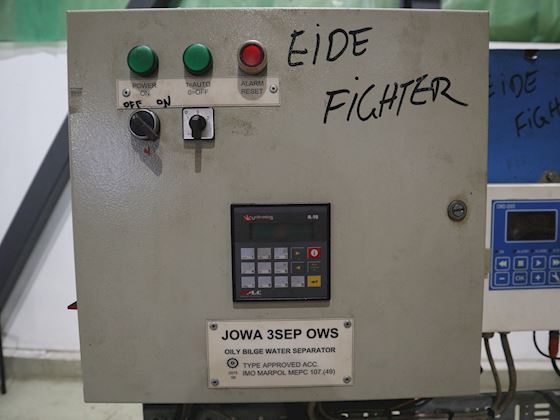 EIDE
FIGHTER
POWER
ON
1=AUTO
0=OFF
ALARM
RESET
OFF ON
JOWA 3SEP OWS
OILY BILGE WATER SEPARATOR
TYPE APPROVED ACC.
IMO MARPOL MEPC 107.(49)
EIDE
FIGH